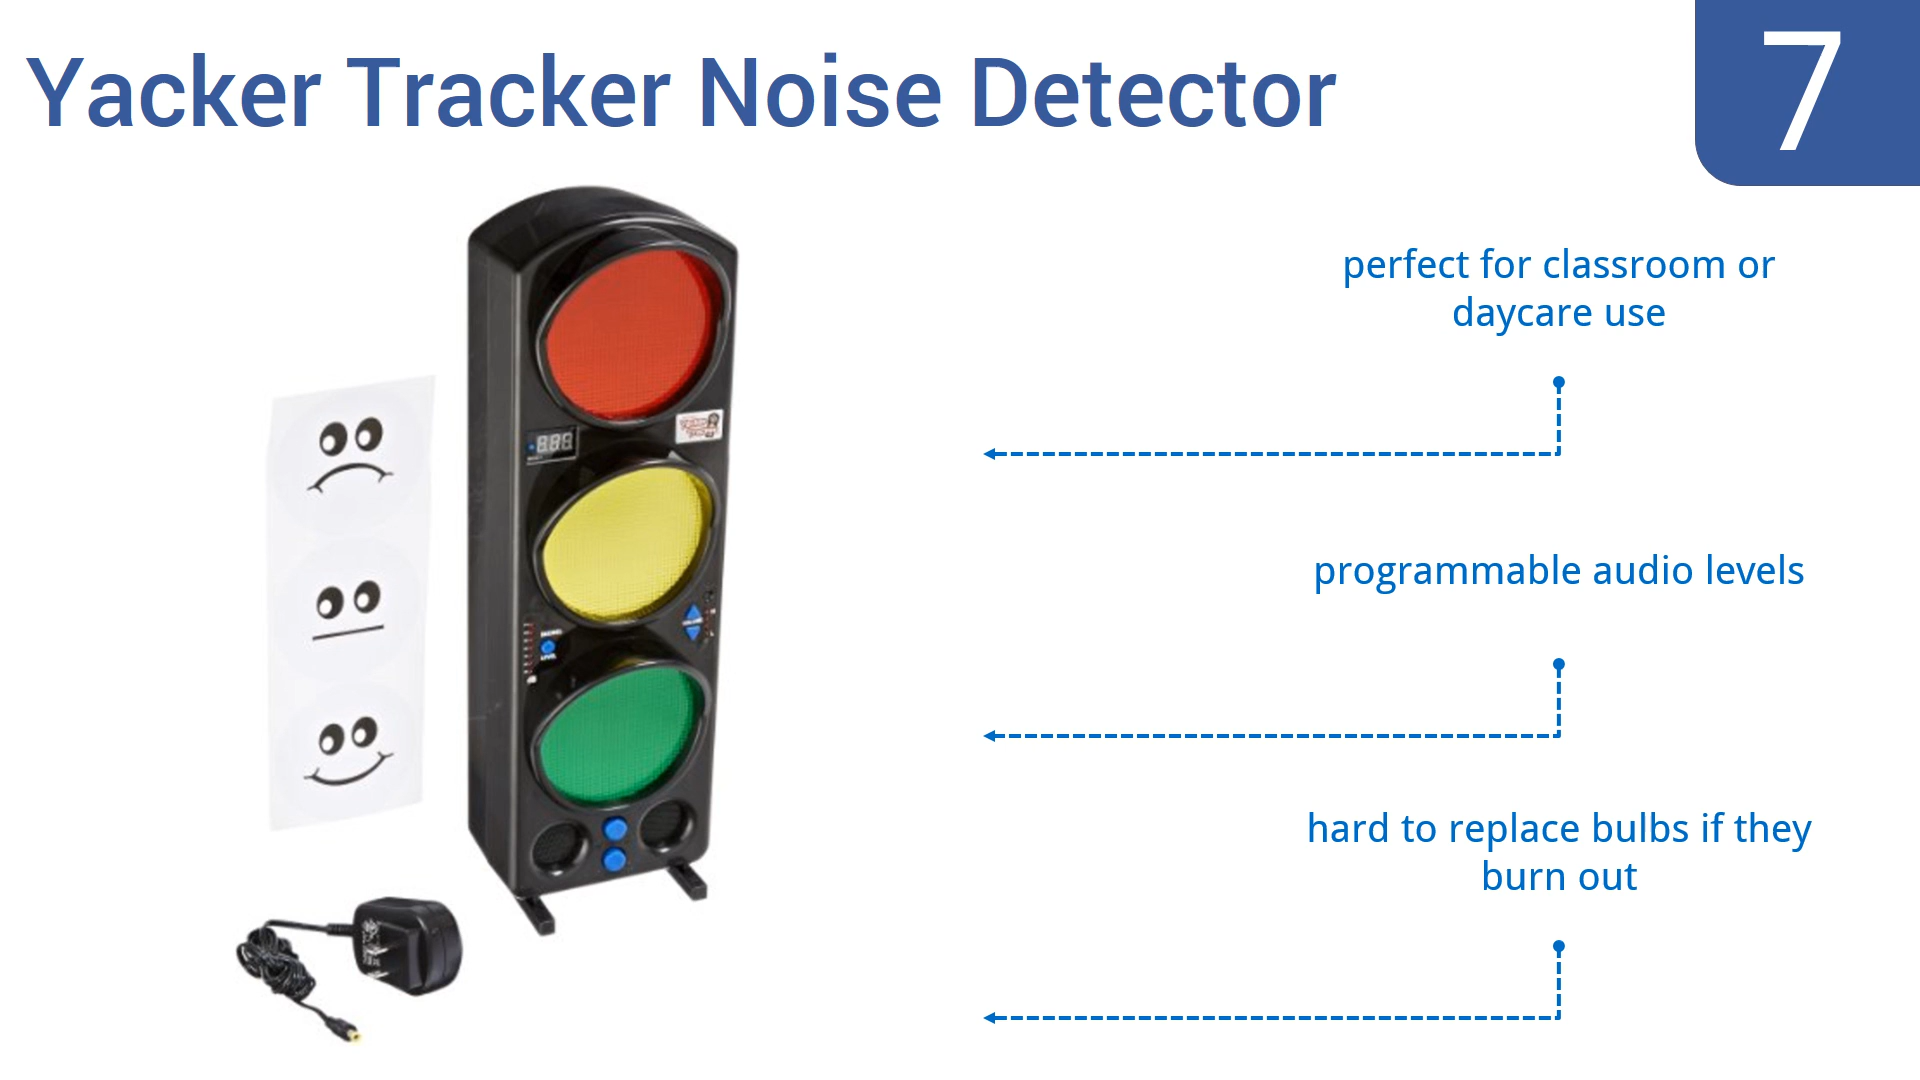 Yacker Tracker Noise Detector
7
perfect for classroom or
daycare use
programmable audio levels
hard to replace bulbs if they
burn out